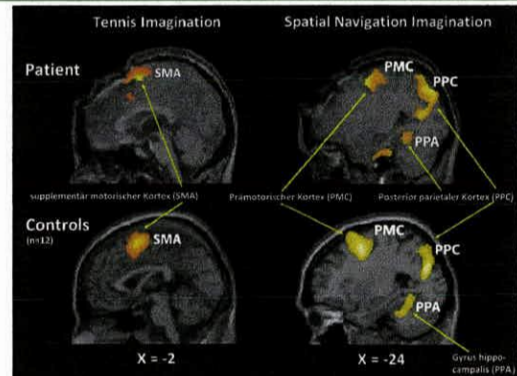 Tennis Imagination
Spatial Navigation Imagination
Patient
SMA
PMC
PPC
PPA
supplementär motorischer Kortex (SMA)
Prämotorischer Kortex (PMC)
Posterior parietaler Kortex (PPC)
Controls
(n=12)
SMA
PMC
PPC
PPA
X = -2
X = -24
Gyrus hippo-
campalis (PPA)